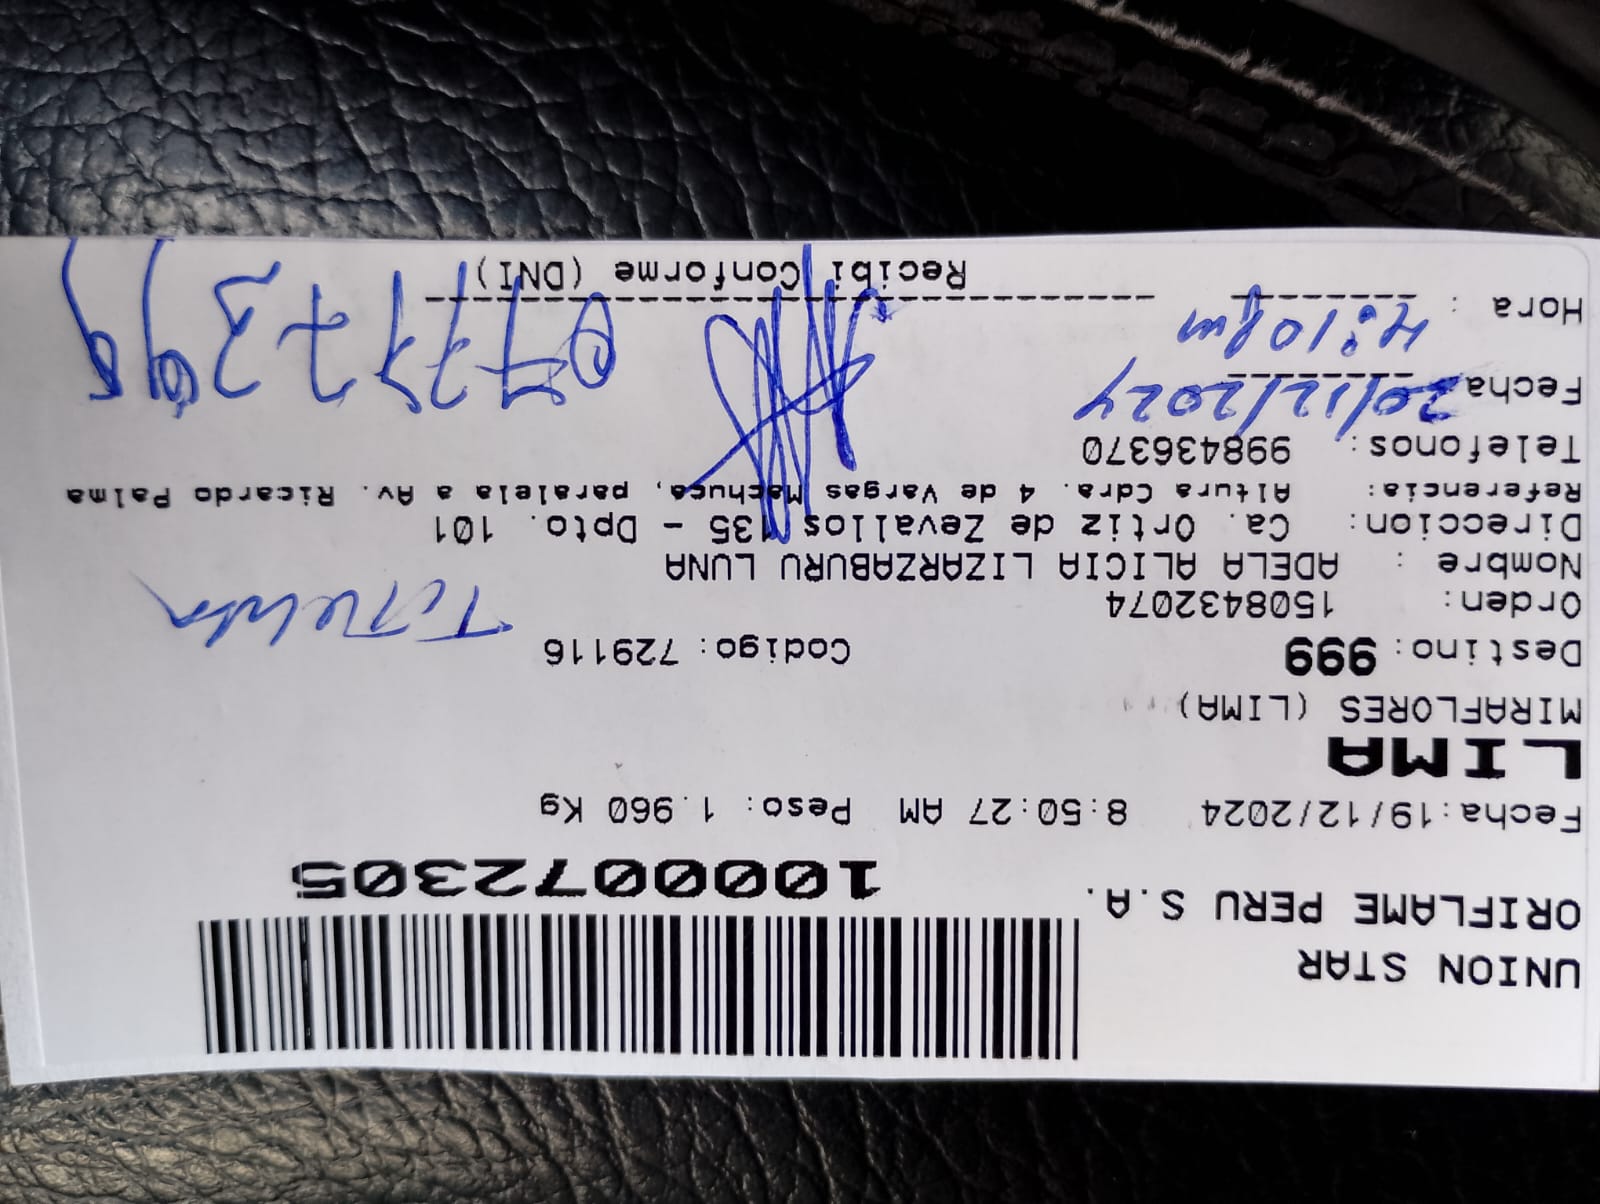 UNION STAR
ORIFLAME PERU S.A.
1000072305
Fecha:19/12/2024 8:50:27 AM Peso: 1.960 Kg
LIMA
MIRAFLORES (LIMA)
Destino: 999 Codigo: 729116
Orden: 1508432074
Titular
Nombre : ADELA ALICIA LIZARZABURU LUNA
Direccion: Ca. Ortiz de Zevallos 135 - Dpto. 101
Referencia: Altura Cdra. 4 de Vargas Machuca, paralela a Av. Ricardo Palma
Telefonos: 998436370
Fecha 20/12/2024
Hora : 4:10pm
Recibi Conforme (DNI)